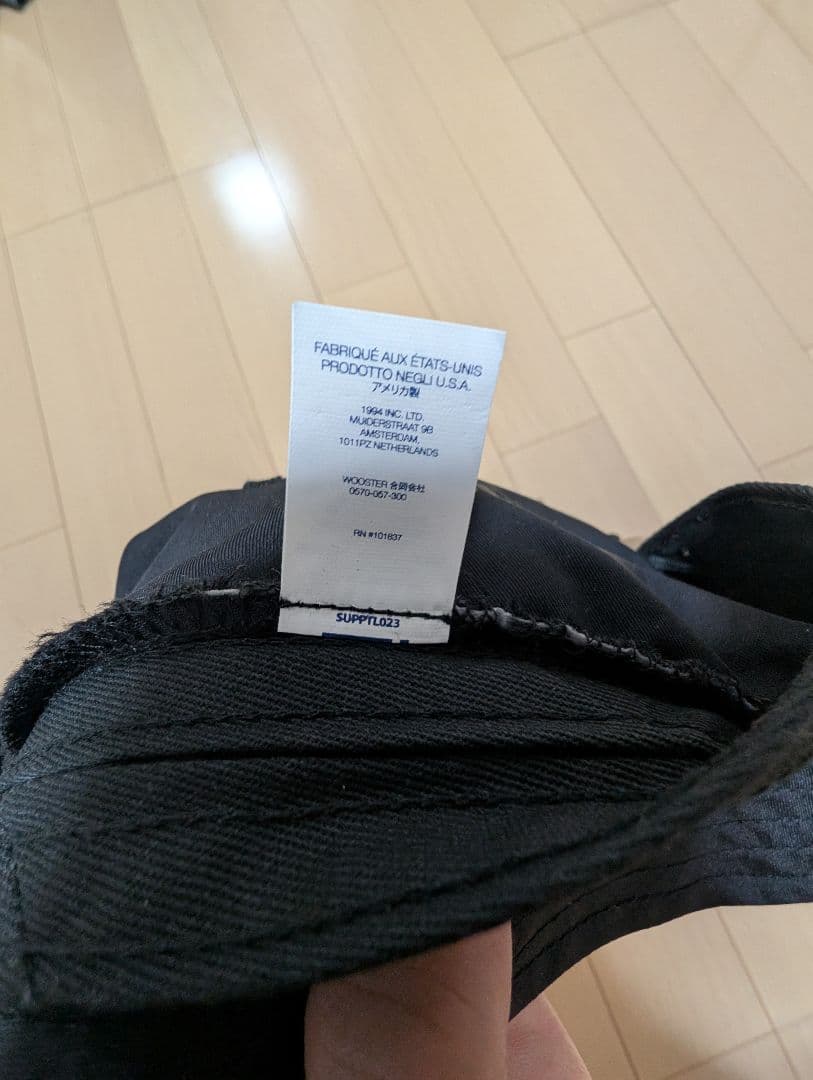 FABRIQUÉ AUX ÉTATS-UNIS
PRODOTTO NEGLI U.S.A.
アメリカ製
1994 INC. LTD.
MUIDERSTRAAT 9B
AMSTERDAM,
1011PZ NETHERLANDS
WOOSTER 合同会社
0570-057-300
RN #101837
SUPPTL023